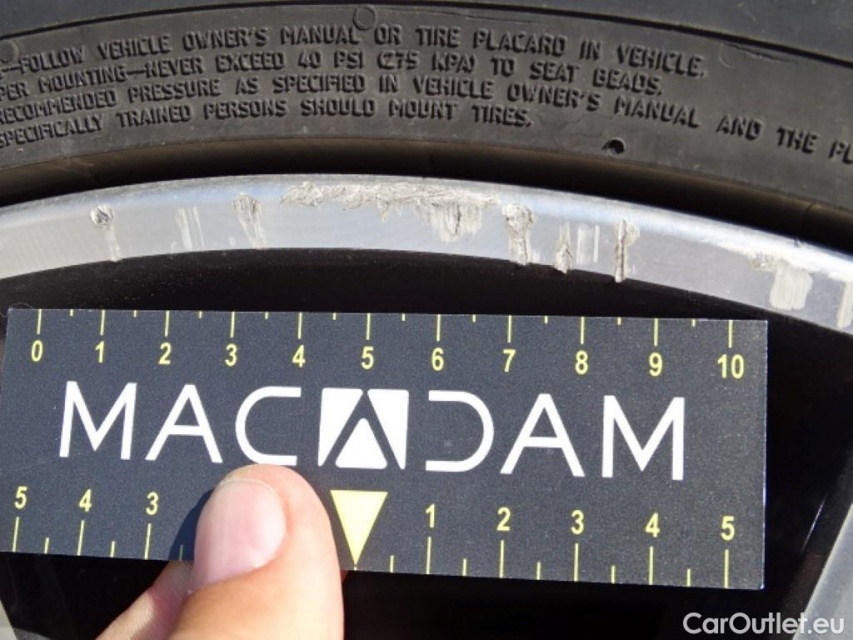 —FOLLOW VEHICLE OWNER'S MANUAL OR TIRE PLACARD IN VEHICLE.
PER MOUNTING—NEVER EXCEED 40 PSI (275 KPA) TO SEAT BEADS.
RECOMMENDED PRESSURE AS SPECIFIED IN VEHICLE OWNER'S MANUAL AND THE PL
SPECIFICALLY TRAINED PERSONS SHOULD MOUNT TIRES.
0 1 2 3 4 5 6 7 8 9 10
MACADAM
5 4 3 1 2 3 4 5
CarOutlet.eu